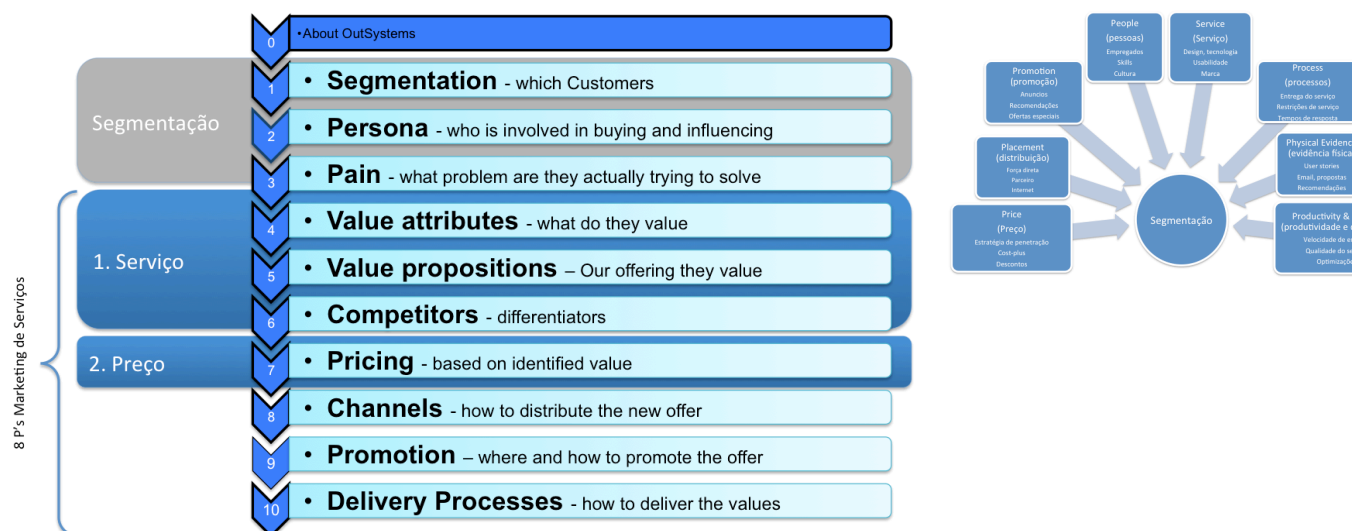 0
•About OutSystems
Segmentação
1
• Segmentation - which Customers
2
• Persona - who is involved in buying and influencing
3
• Pain - what problem are they actually trying to solve
8 P's Marketing de Serviços
1. Serviço
4
• Value attributes - what do they value
5
• Value propositions – Our offering they value
6
• Competitors - differentiators
2. Preço
7
• Pricing - based on identified value
8
• Channels - how to distribute the new offer
9
• Promotion – where and how to promote the offer
10
• Delivery Processes - how to deliver the values
People
(pessoas)
Empregados
Skills
Cultura
Service
(Serviço)
Design, tecnologia
Usabilidade
Marca
Promotion
(promoção)
Anuncios
Recomendações
Ofertas especiais
Process
(processos)
Entrega do serviço
Restrições de serviço
Tempos de resposta
Placement
(distribuição)
Força direta
Parceiro
Internet
Physical Evidenc
(evidência física
User stories
Email, propostas
Recomendações
Price
(Preço)
Estratégia de penetração
Cost-plus
Descontos
Segmentação
Productivity &
(produtividade e
Velocidade de
Qualidade do
Optimizaçõ